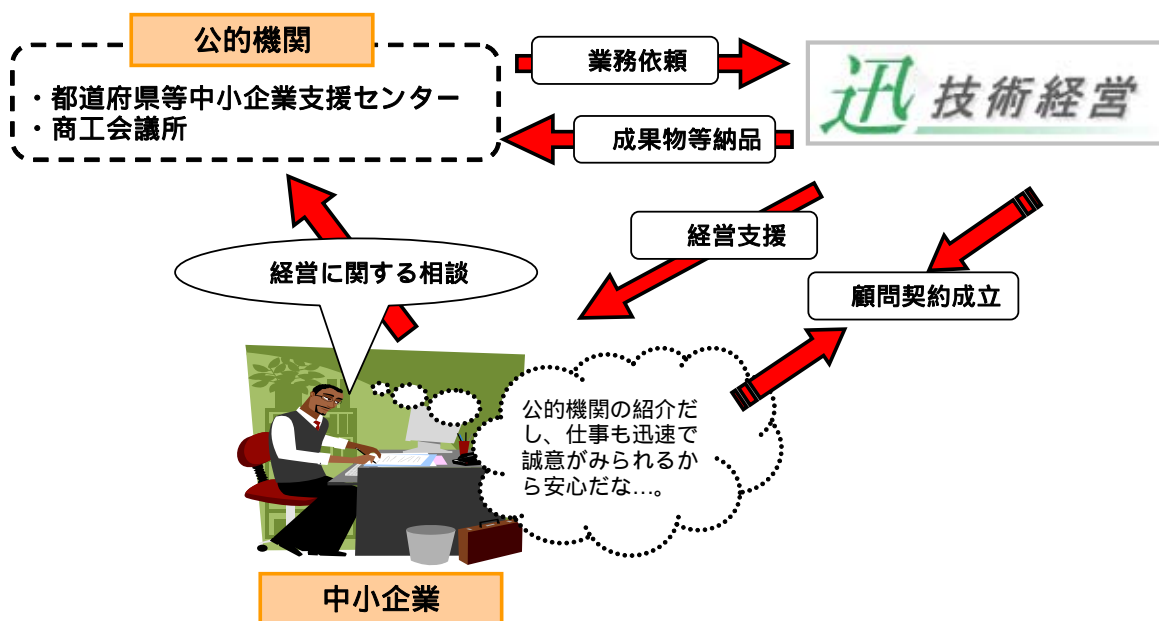 公的機関
・都道府県等中小企業支援センター
・商工会議所
業務依頼
成果物等納品
迅技術経営
経営支援
顧問契約成立
経営に関する相談
公的機関の紹介だ
し、仕事も迅速で
誠意がみられるか
ら安心だな…。
中小企業